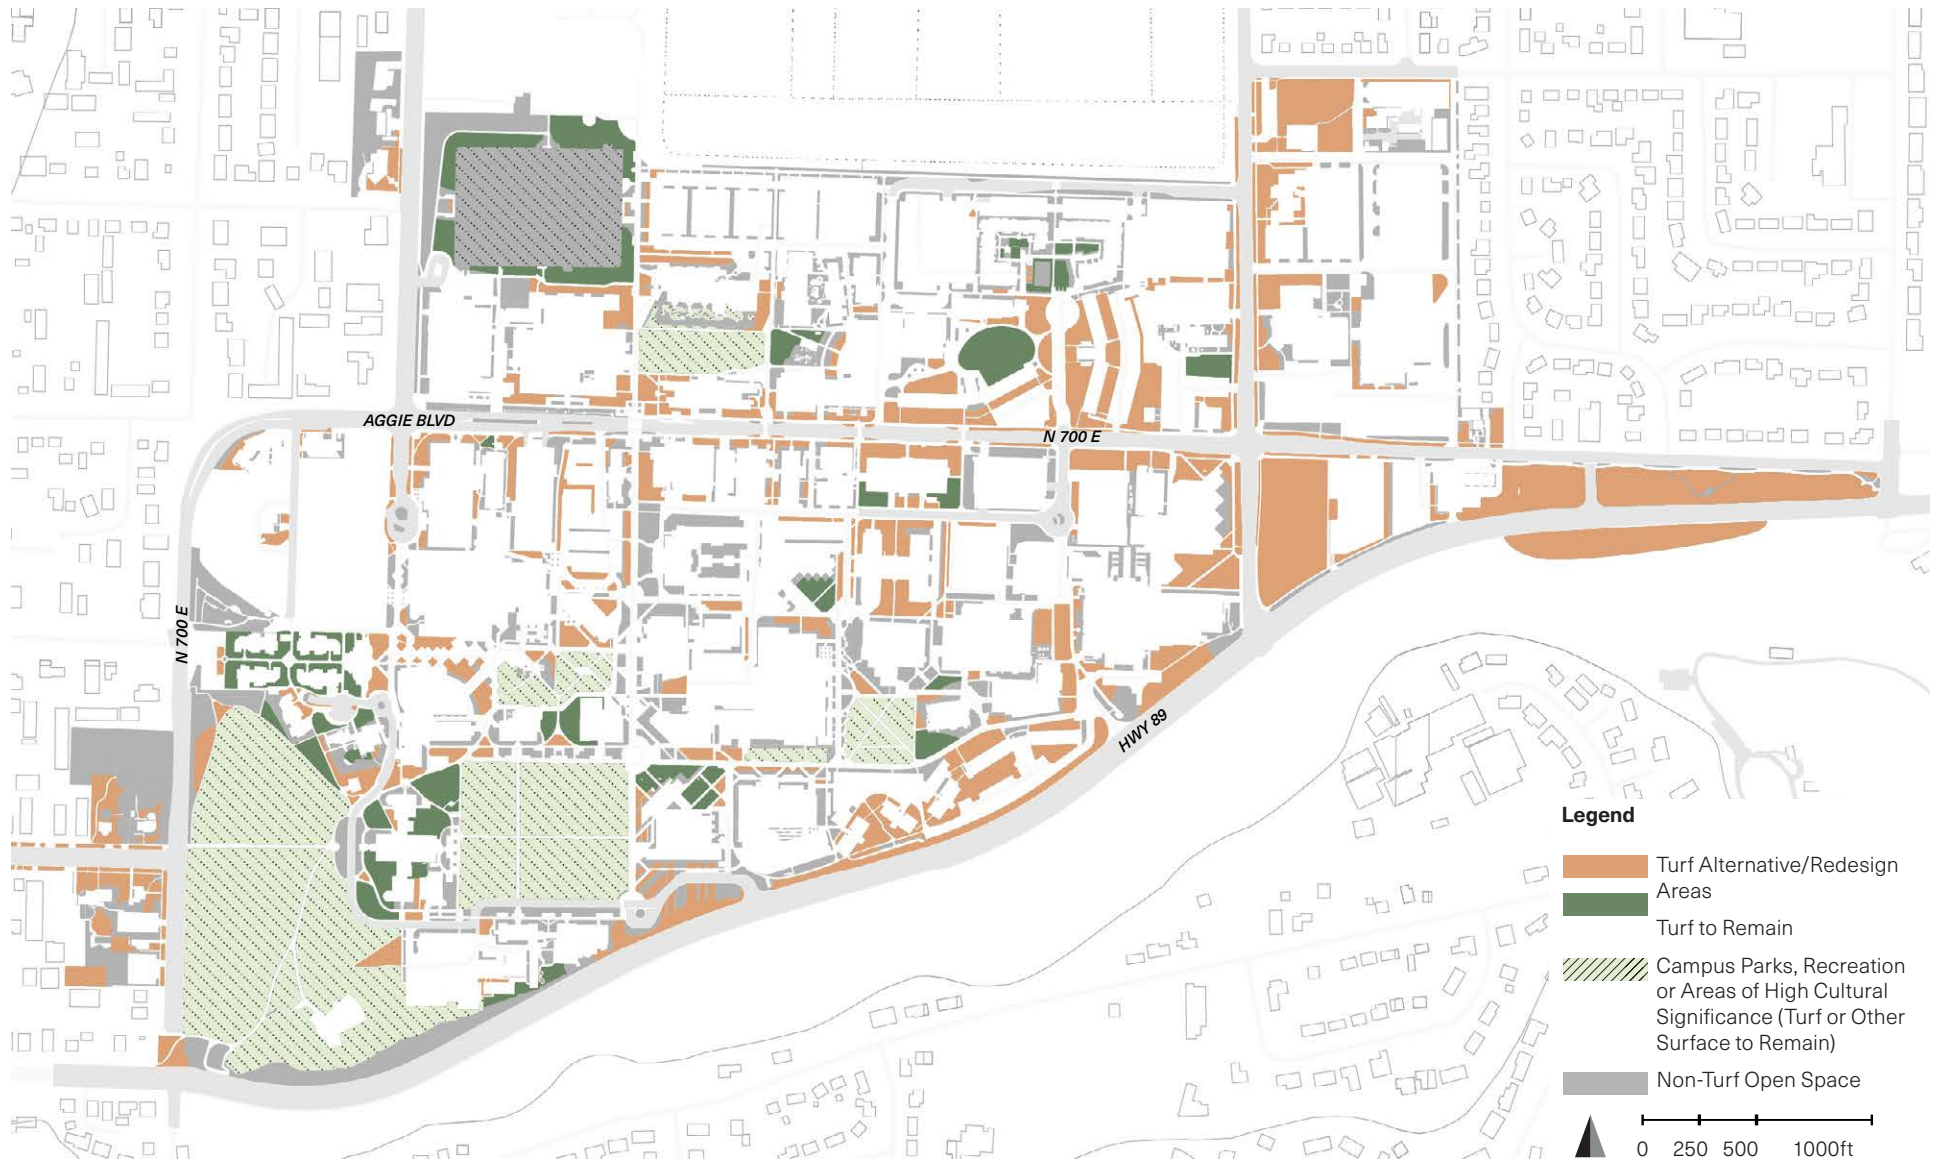 AGGIE BLVD
N 700 E
N 700 E
HWY 89
Legend
Turf Alternative/Redesign
Areas
Turf to Remain
Campus Parks, Recreation
or Areas of High Cultural
Significance (Turf or Other
Surface to Remain)
Non-Turf Open Space
0 250 500 1000ft